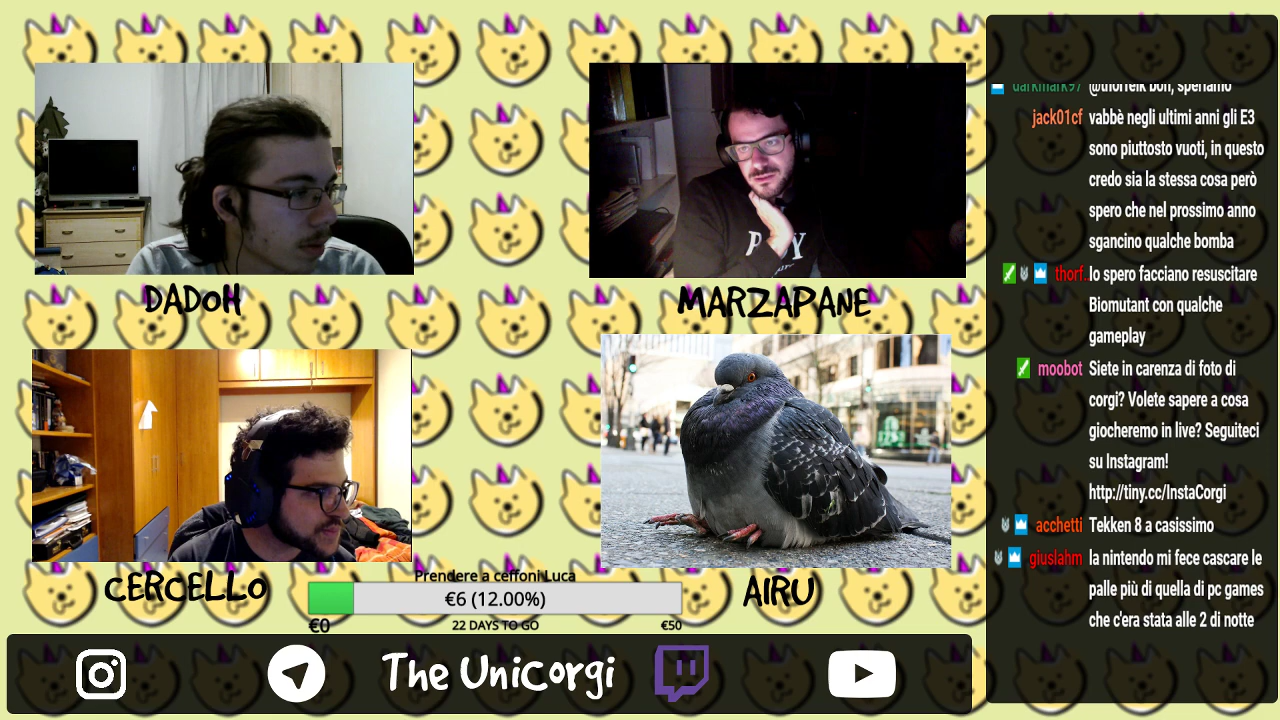 DADOH
MARZAPANE
CERCELLO
AIRU
Prendere a ceffoni Luca
€6 (12.00%)
€0
22 DAYS TO GO
€50
The Unicorgi
darkmark97 @thorfelk boh, speriamo
jack01cf vabbè negli ultimi anni gli E3
sono piuttosto vuoti, in questo
credo sia la stessa cosa però
spero che nel prossimo anno
sgancino qualche bomba
thorf.. Io spero facciano resuscitare
Biomutant con qualche
gameplay
moobot Siete in carenza di foto di
corgi? Volete sapere a cosa
giocheremo in live? Seguiteci
su Instagram!
http://tiny.cc/InstaCorgi
acchetti Tekken 8 a casissimo
giuslahm la nintendo mi fece cascare le
palle più di quella di pc games
che c'era stata alle 2 di notte